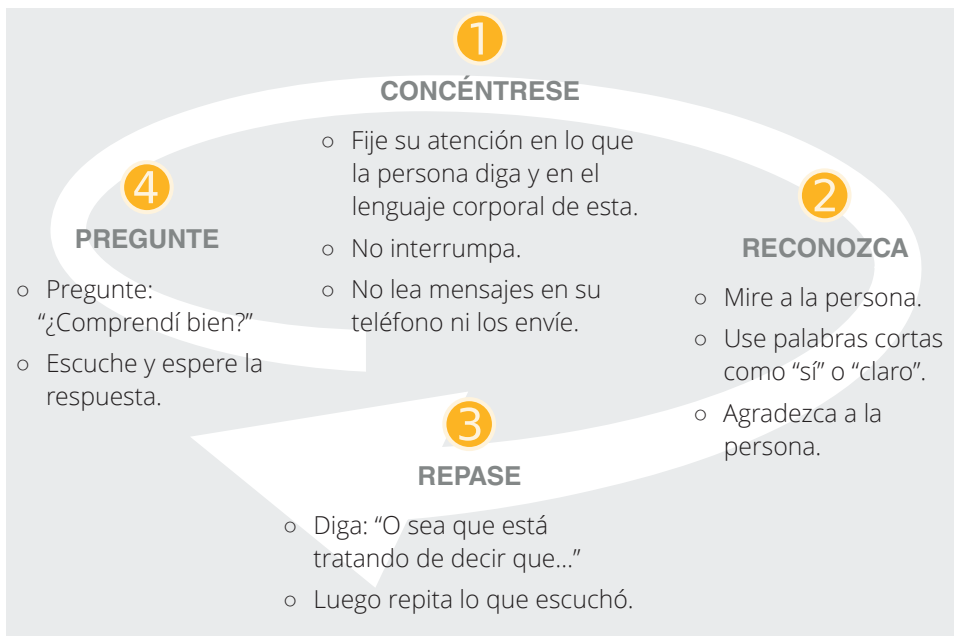 1
CONCÉNTRESE
○ Fije su atención en lo que
la persona diga y en el
lenguaje corporal de esta.
○ No interrumpa.
○ No lea mensajes en su
teléfono ni los envíe.
2
RECONOZCA
○ Mire a la persona.
○ Use palabras cortas
como “sí” o “claro”.
○ Agradezca a la
persona.
3
REPASE
○ Diga: “O sea que está
tratando de decir que...”
○ Luego repita lo que escuchó.
4
PREGUNTE
○ Pregunte:
“¿Comprendí bien?”
○ Escuche y espere la
respuesta.